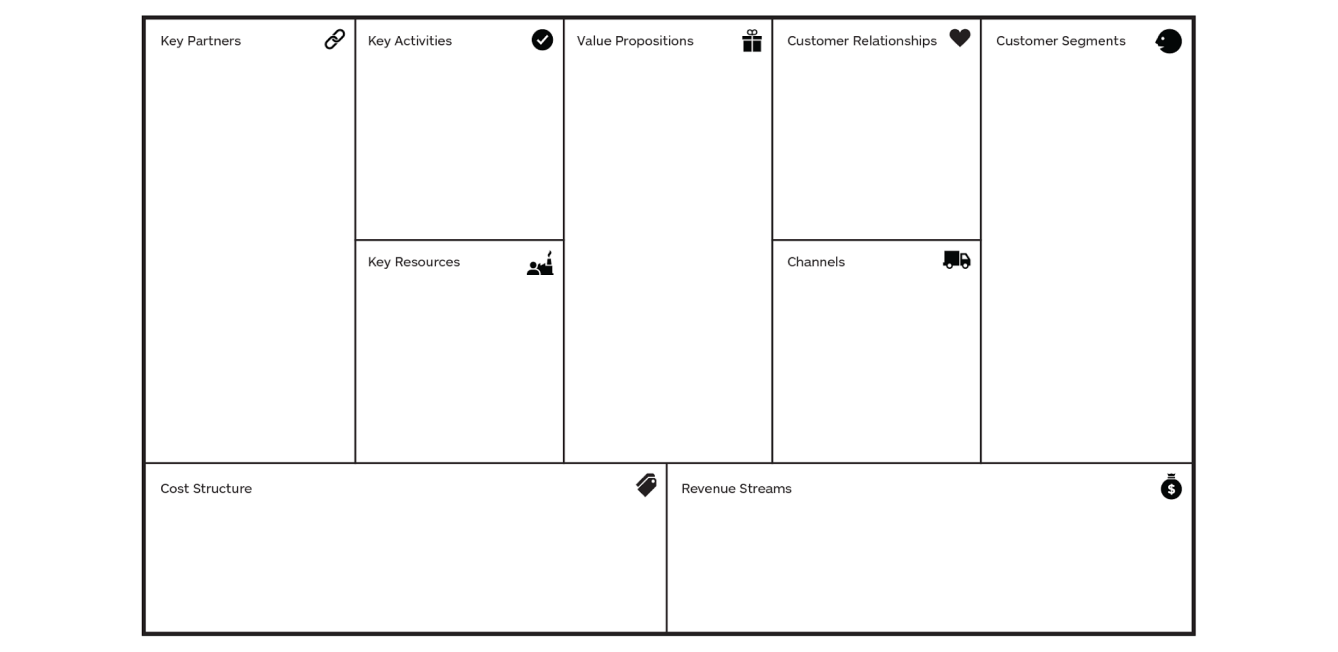 Key Partners
Key Activities
Value Propositions
Customer Relationships
Customer Segments
Key Resources
Channels
Cost Structure
Revenue Streams
$